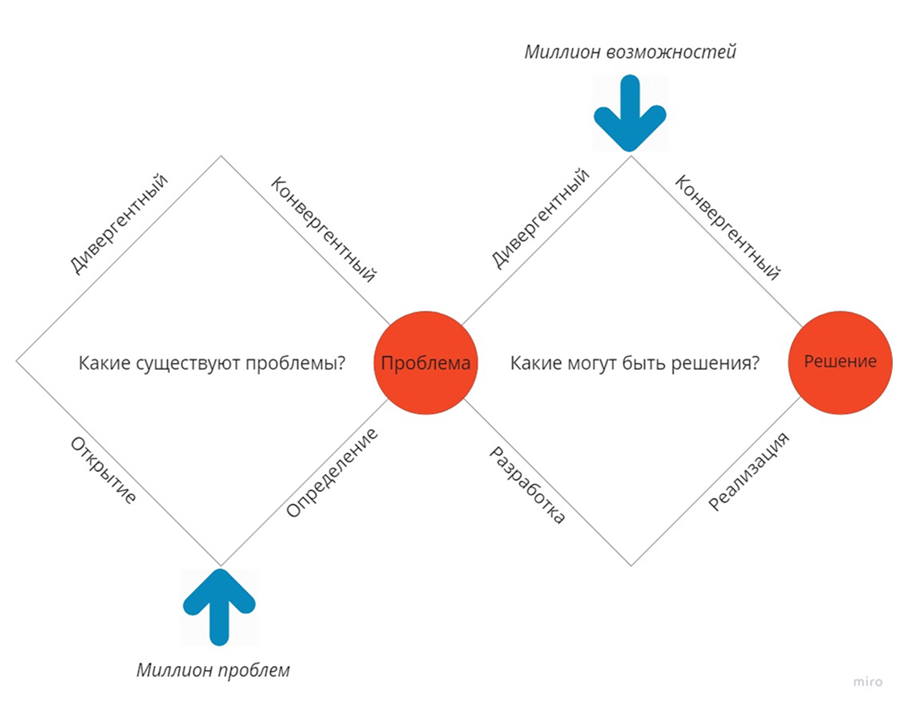 Миллион возможностей
Дивергентный
Конвергентный
Дивергентный
Конвергентный
Какие существуют проблемы?
Проблема
Какие могут быть решения?
Решение
Открытие
Определение
Разработка
Реализация
Миллион проблем
miro